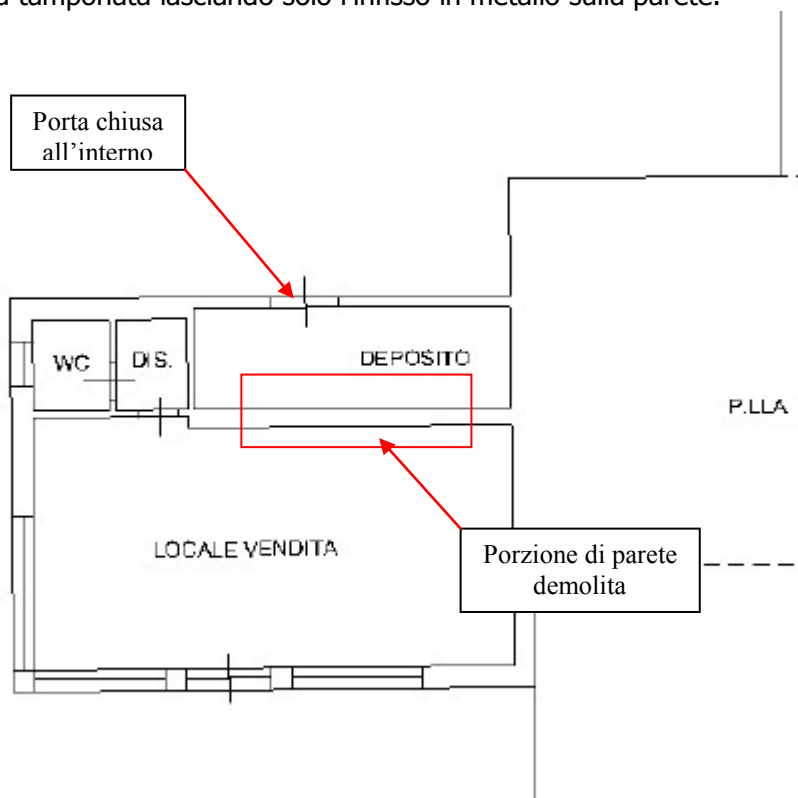 tamponata lasciando solo l'infisso in metallo sulla parete.
Porta chiusa
all'interno
WC
DIS.
DEPOSITO
P.LLA
LOCALE VENDITA
Porzione di parete
demolita